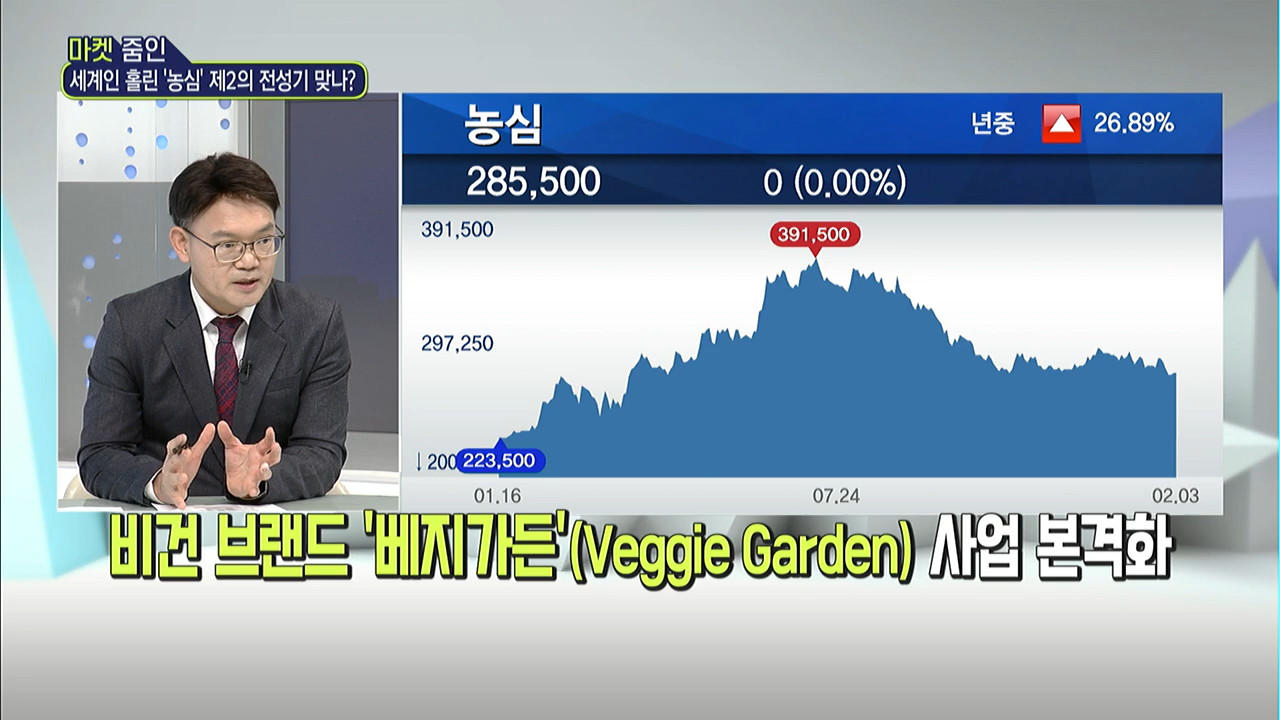 마켓 줌인
세계인 홀린 '농심' 제2의 전성기 맞나?
농심 년중 ▲ 26.89%
285,500 0 (0.00%)
391,500
391,500
297,250
↓200
223,500
01.16 07.24 02.03
비건 브랜드 '베지가든'(Veggie Garden) 사업 본격화